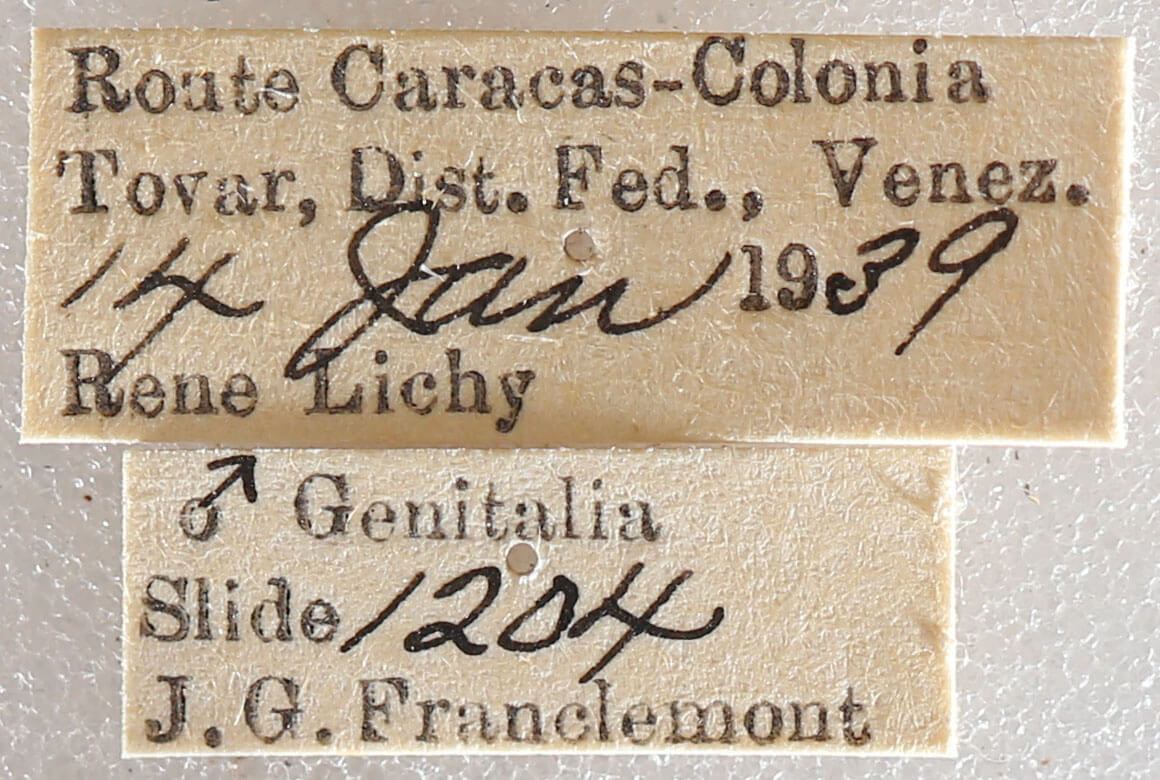 Route Caracas-Colonia
Tovar, Dist. Fed., Venez.
14 Jan 1939
Rene Lichy
♂ Genitalia
Slide 1204
J. G. Franclemont